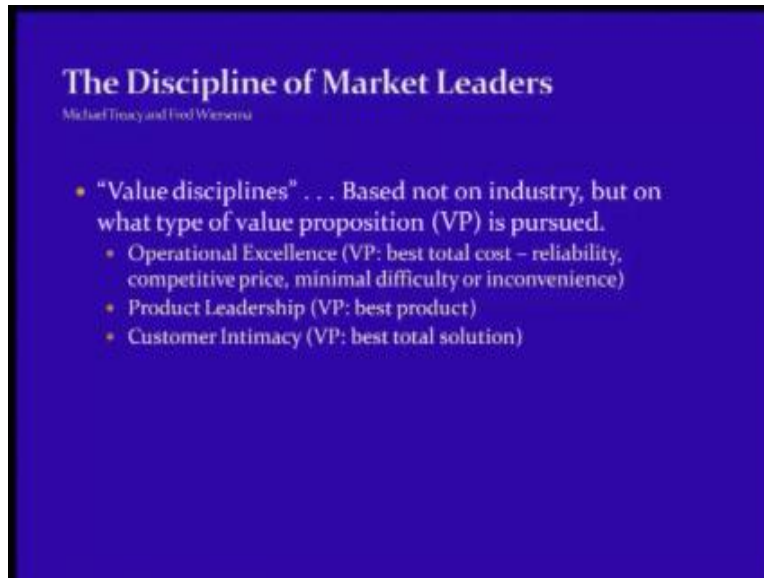 The Discipline of Market Leaders
Michael Treacy and Fred Wiersema
• “Value disciplines” . . . Based not on industry, but on
what type of value proposition (VP) is pursued.
• Operational Excellence (VP: best total cost – reliability,
competitive price, minimal difficulty or inconvenience)
• Product Leadership (VP: best product)
• Customer Intimacy (VP: best total solution)